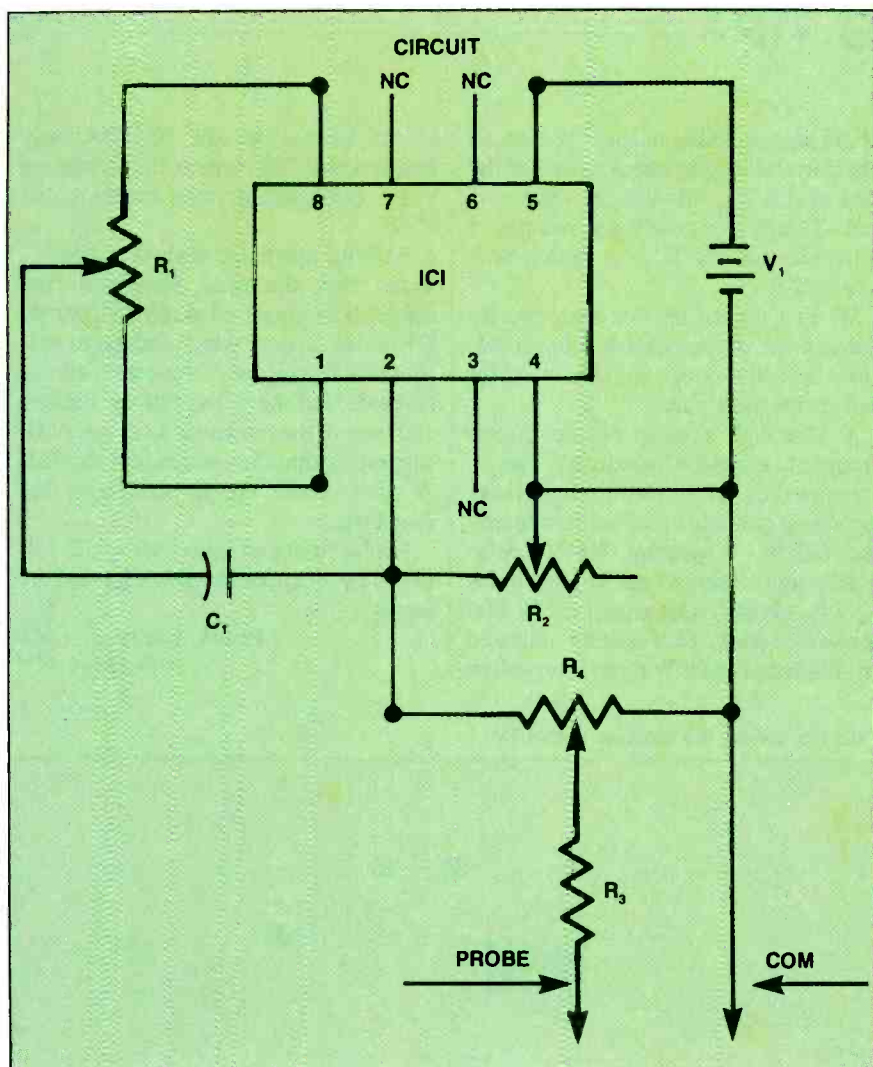 CIRCUIT
NC NC
8 7 6 5
R₁
ICI
V₁
1 2 3 4
NC
C₁
R₂
R₄
R₃
PROBE
COM